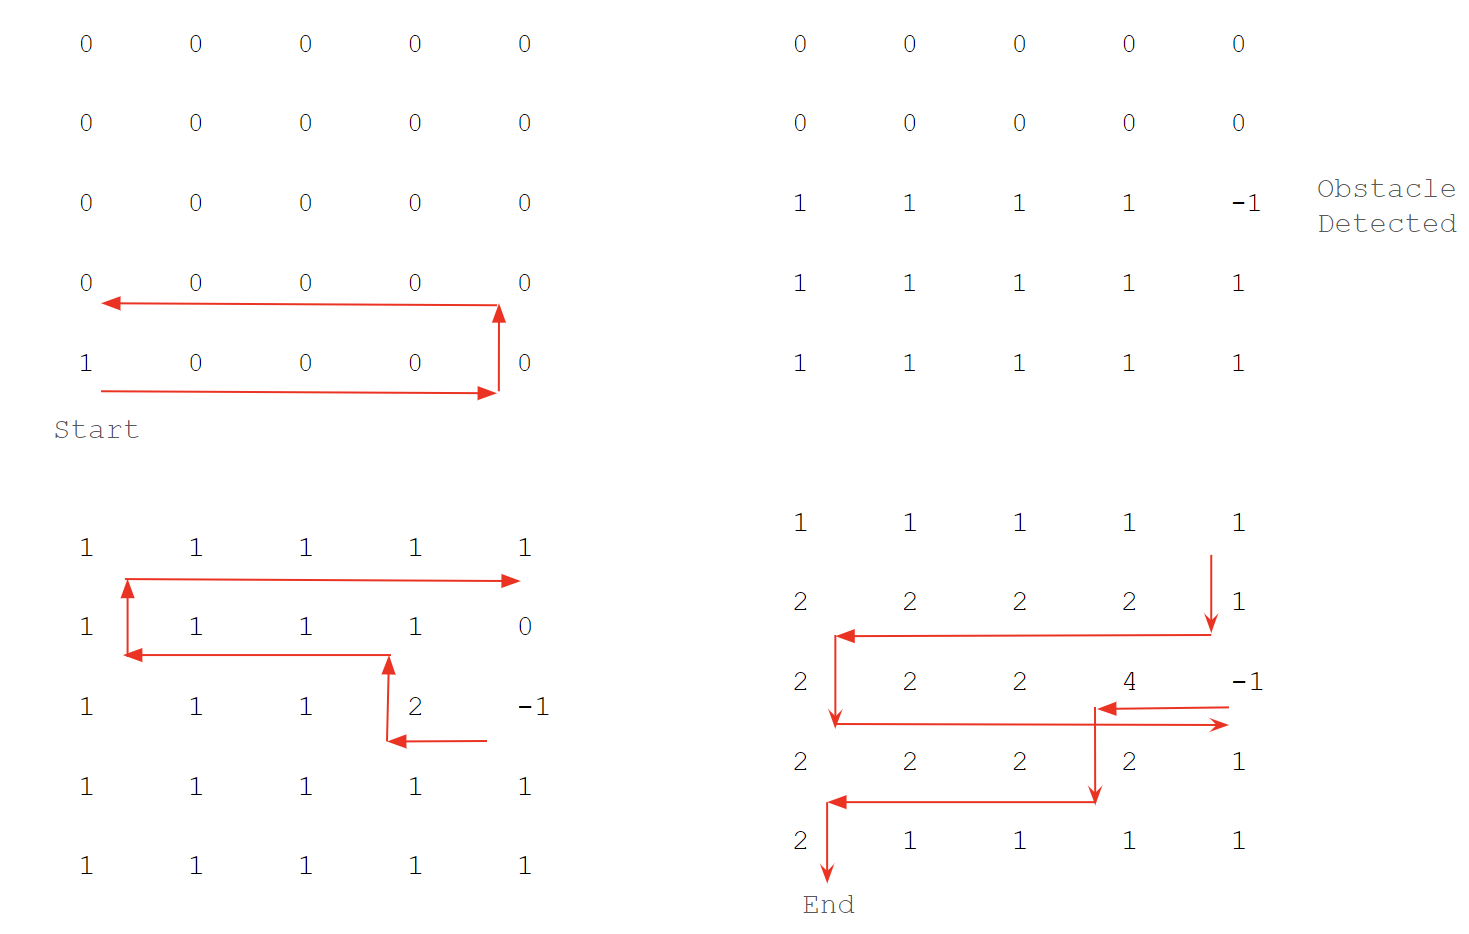 0 0 0 0 0
0 0 0 0 0
0 0 0 0 0
0 0 0 0 0
1 0 0 0 0
Start
0 0 0 0 0
0 0 0 0 0
1 1 1 1 -1
Obstacle
Detected
1 1 1 1 1
1 1 1 1 1
1 1 1 1 1
1 1 1 1 0
1 1 1 2 -1
1 1 1 1 1
1 1 1 1 1
1 1 1 1 1
2 2 2 2 1
2 2 2 4 -1
2 2 2 2 1
2 1 1 1 1
End